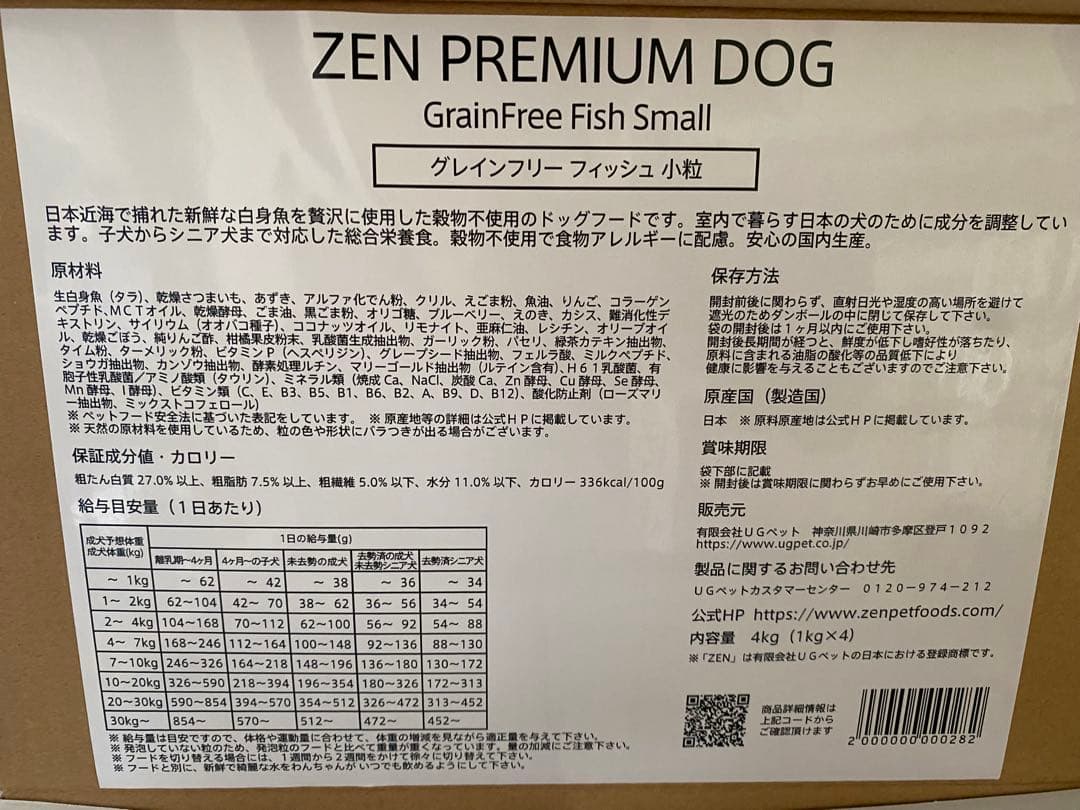 ZEN PREMIUM DOG
GrainFree Fish Small
グレインフリー フィッシュ 小粒
日本近海で捕れた新鮮な白身魚を贅沢に使用した穀物不使用のドッグフードです。室内で暮らす日本の犬のために成分を調整してい
ます。子犬からシニア犬まで対応した総合栄養食。穀物不使用で食物アレルギーに配慮。安心の国内生産。
原材料
生白身魚（タラ）、乾燥さつまいも、あずき、アルファ化でん粉、クリル、えごま粉、魚油、りんご、コラーゲン
ペプチド、ＭＣＴオイル、乾燥酵母、ごま油、黒ごま粉、オリゴ糖、ブルーベリー、えのき、カシス、難消化性デ
キストリン、サイリウム（オオバコ種子）、ココナッツオイル、リモナイト、亜麻仁油、レシチン、オリーブオイ
ル、乾燥ごぼう、純りんご酢、柑橘果皮粉末、乳酸菌生成抽出物、ガーリック粉、パセリ、緑茶カテキン抽出物、
タイム粉、ターメリック粉、ビタミンＰ（ヘスペリジン）、グレープシード抽出物、フェルラ酸、ミルクペプチド、
ショウガ抽出物、カンゾウ抽出物、酵素処理ルチン、マリーゴールド抽出物（ルテイン含有）、Ｈ６１乳酸菌、有
胞子性乳酸菌／アミノ酸類（タウリン）、ミネラル類（焼成 Ca、NaCl、炭酸 Ca、Zn 酵母、Cu 酵母、Se 酵母、
Mn 酵母、I 酵母）、ビタミン類（C、E、B3、B5、B1、B6、B2、A、B9、D、B12）、酸化防止剤（ローズマリ
ー抽出物、ミックストコフェロール）
※ ペットフード安全法に基づいた表記をしています。 ※ 原産地等の詳細は公式ＨＰに掲載しています。
※ 天然の原材料を使用しているため、粒の色や形状にバラつきが出る場合がございます。
保証成分値・カロリー
粗たん白質 27.0% 以上、粗脂肪 7.5% 以上、粗繊維 5.0% 以下、水分 11.0% 以下、カロリー 336kcal/100g
給与目安量（１日あたり）
成犬予想体重
成犬体重(kg)
1日の給与量(g)
離乳期~4ヶ月 4ヶ月~の子犬 未去勢の成犬 去勢済の成犬 未去勢シニア犬 去勢済シニア犬
～ 1kg ～ 62 ～ 42 ～ 38 ～ 36 ～ 34
1～ 2kg 62～104 42～ 70 38～ 62 36～ 56 34～ 54
2～ 4kg 104～168 70～112 62～100 56～ 92 54～ 88
4～ 7kg 168～246 112～164 100～148 92～136 88～130
7～10kg 246～326 164～218 148～196 136～180 130～172
10～20kg 326～590 218～394 196～354 180～326 172～313
20～30kg 590～854 394～570 354～512 326～472 313～452
30kg～ 854～ 570～ 512～ 472～ 452～
※ 給与量は目安ですので、体格や運動量に合わせて、体重の増減を見ながら適正量を与えて下さい。
※ 発泡していない粒のため、発泡粒のフードと比べて重量が重くなっています。量の加減にご注意下さい。
※ フードを切り替える場合には、１週間から２週間をかけて徐々に切り替えて下さい。
※ フードと別に、新鮮で綺麗な水をわんちゃんがいつでも飲めるようにして下さい。
保存方法
開封前後に関わらず、直射日光や湿度の高い場所を避けて
遮光のためダンボールの中に閉じて保存して下さい。
袋の開封後は１ヶ月以内にご使用下さい。
開封後長期間が経つと、鮮度が低下し嗜好性が落ちたり、
原料に含まれる油脂の酸化等の品質低下により
健康に影響を与えることもございますのでご注意下さい。
原産国（製造国）
日本 ※ 原料原産地は公式ＨＰに掲載しています。
賞味期限
袋下部に記載
※ 開封後は賞味期限に関わらずお早めにご使用下さい。
販売元
有限会社ＵＧペット 神奈川県川崎市多摩区登戸１０９２
https://www.ugpet.co.jp/
製品に関するお問い合わせ先
ＵＧペットカスタマーセンター ０１２０－９７４－２１２
公式HP https://www.zenpetfoods.com/
内容量 4kg（1kg×4）
※「ZEN」は有限会社ＵＧペットの日本における登録商標です。
商品詳細情報は
上記コードから
ご確認頂けます
2 000000 000282